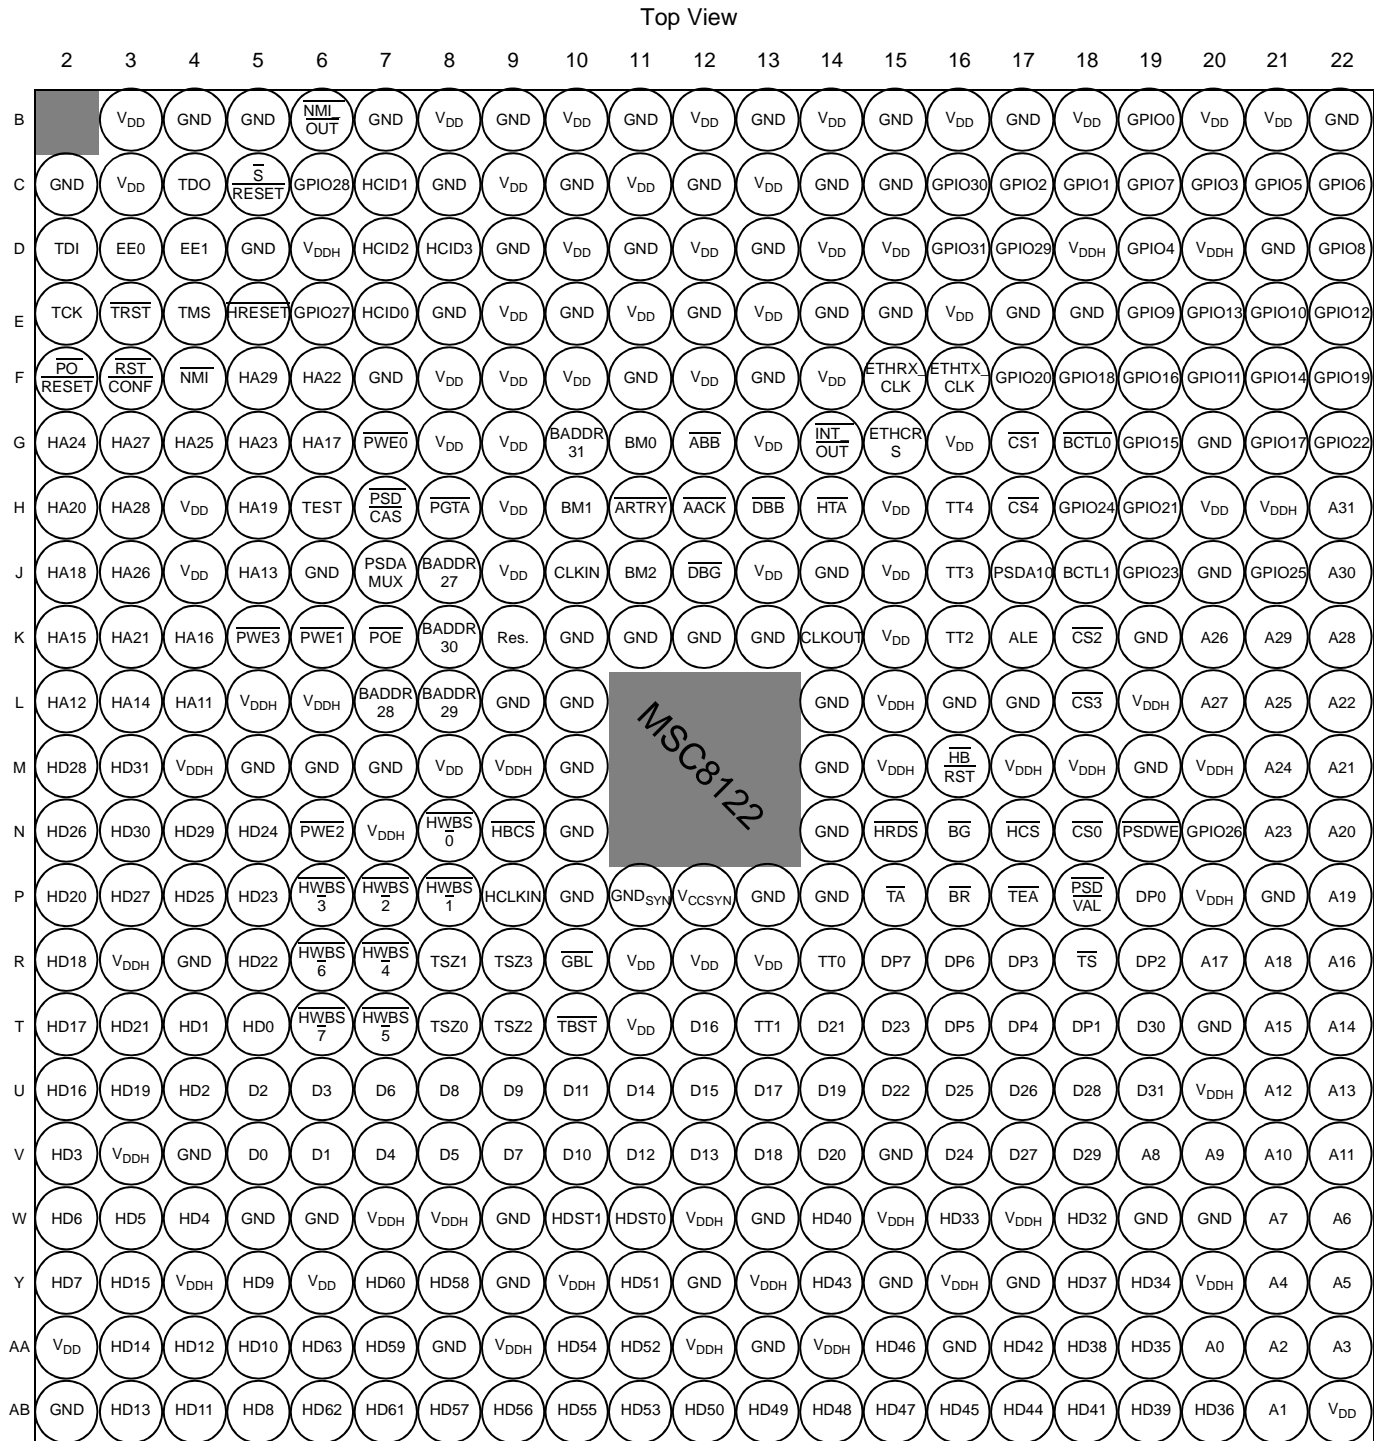 Top View
2 3 4 5 6 7 8 9 10 11 12 13 14 15 16 17 18 19 20 21 22
B VDD GND GND NMI_OUT GND VDD GND VDD GND VDD GND VDD GND VDD GND VDD GPIO0 VDD VDD GND
C GND VDD TDO SRESET GPIO28 HCID1 GND VDD GND VDD GND VDD GND GND GPIO30 GPIO2 GPIO1 GPIO7 GPIO3 GPIO5 GPIO6
D TDI EE0 EE1 GND VDDH HCID2 HCID3 GND VDD GND VDD GND VDD VDD GPIO31 GPIO29 VDDH GPIO4 VDDH GND GPIO8
E TCK TRST TMS HRESET GPIO27 HCID0 GND VDD GND VDD GND VDD GND GND VDD GND GND GPIO9 GPIO13 GPIO10 GPIO12
F PO RESET RST CONF NMI HA29 HA22 GND VDD VDD VDD GND VDD GND VDD ETHRX_CLK ETHTX_CLK GPIO20 GPIO18 GPIO16 GPIO11 GPIO14 GPIO19
G HA24 HA27 HA25 HA23 HA17 PWE0 VDD VDD BADDR 31 BM0 ABB VDD INT_OUT ETHCRS VDD CS1 BCTL0 GPIO15 GND GPIO17 GPIO22
H HA20 HA28 VDD HA19 TEST PSD CAS PGTA VDD BM1 ARTRY AACK DBB HTA VDD TT4 CS4 GPIO24 GPIO21 VDD VDDH A31
J HA18 HA26 VDD HA13 GND PSDA MUX BADDR 27 VDD CLKIN BM2 DBG VDD GND VDD TT3 PSDA10 BCTL1 GPIO23 GND GPIO25 A30
K HA15 HA21 HA16 PWE3 PWE1 POE BADDR 30 Res. GND GND GND GND CLKOUT VDD TT2 ALE CS2 GND A26 A29 A28
L HA12 HA14 HA11 VDDH VDDH BADDR 28 BADDR 29 GND GND GND VDDH GND GND CS3 VDDH A27 A25 A22
MSC8122
M HD28 HD31 VDDH GND GND GND VDD VDDH GND GND VDDH HB RST VDDH VDDH GND VDDH A24 A21
N HD26 HD30 HD29 HD24 PWE2 VDDH HWBS 0 HBCS GND GND HRDS BG HCS CS0 PSDWE GPIO26 A23 A20
P HD20 HD27 HD25 HD23 HWBS 3 HWBS 2 HWBS 1 HCLKIN GND GNDSYN VCCSYN GND GND TA BR TEA PSD VAL DP0 VDDH GND A19
R HD18 VDDH GND HD22 HWBS 6 HWBS 4 TSZ1 TSZ3 GBL VDD VDD VDD TT0 DP7 DP6 DP3 TS DP2 A17 A18 A16
T HD17 HD21 HD1 HD0 HWBS 7 HWBS 5 TSZ0 TSZ2 TBST VDD D16 TT1 D21 D23 DP5 DP4 DP1 D30 GND A15 A14
U HD16 HD19 HD2 D2 D3 D6 D8 D9 D11 D14 D15 D17 D19 D22 D25 D26 D28 D31 VDDH A12 A13
V HD3 VDDH GND D0 D1 D4 D5 D7 D10 D12 D13 D18 D20 GND D24 D27 D29 A8 A9 A10 A11
W HD6 HD5 HD4 GND GND VDDH VDDH GND HDST1 HDST0 VDDH GND HD40 VDDH HD33 VDDH HD32 GND GND A7 A6
Y HD7 HD15 VDDH HD9 VDD HD60 HD58 GND VDDH HD51 GND VDDH HD43 GND VDDH GND HD37 HD34 VDDH A4 A5
AA VDD HD14 HD12 HD10 HD63 HD59 GND VDDH HD54 HD52 VDDH GND VDDH HD46 GND HD42 HD38 HD35 A0 A2 A3
AB GND HD13 HD11 HD8 HD62 HD61 HD57 HD56 HD55 HD53 HD50 HD49 HD48 HD47 HD45 HD44 HD41 HD39 HD36 A1 VDD